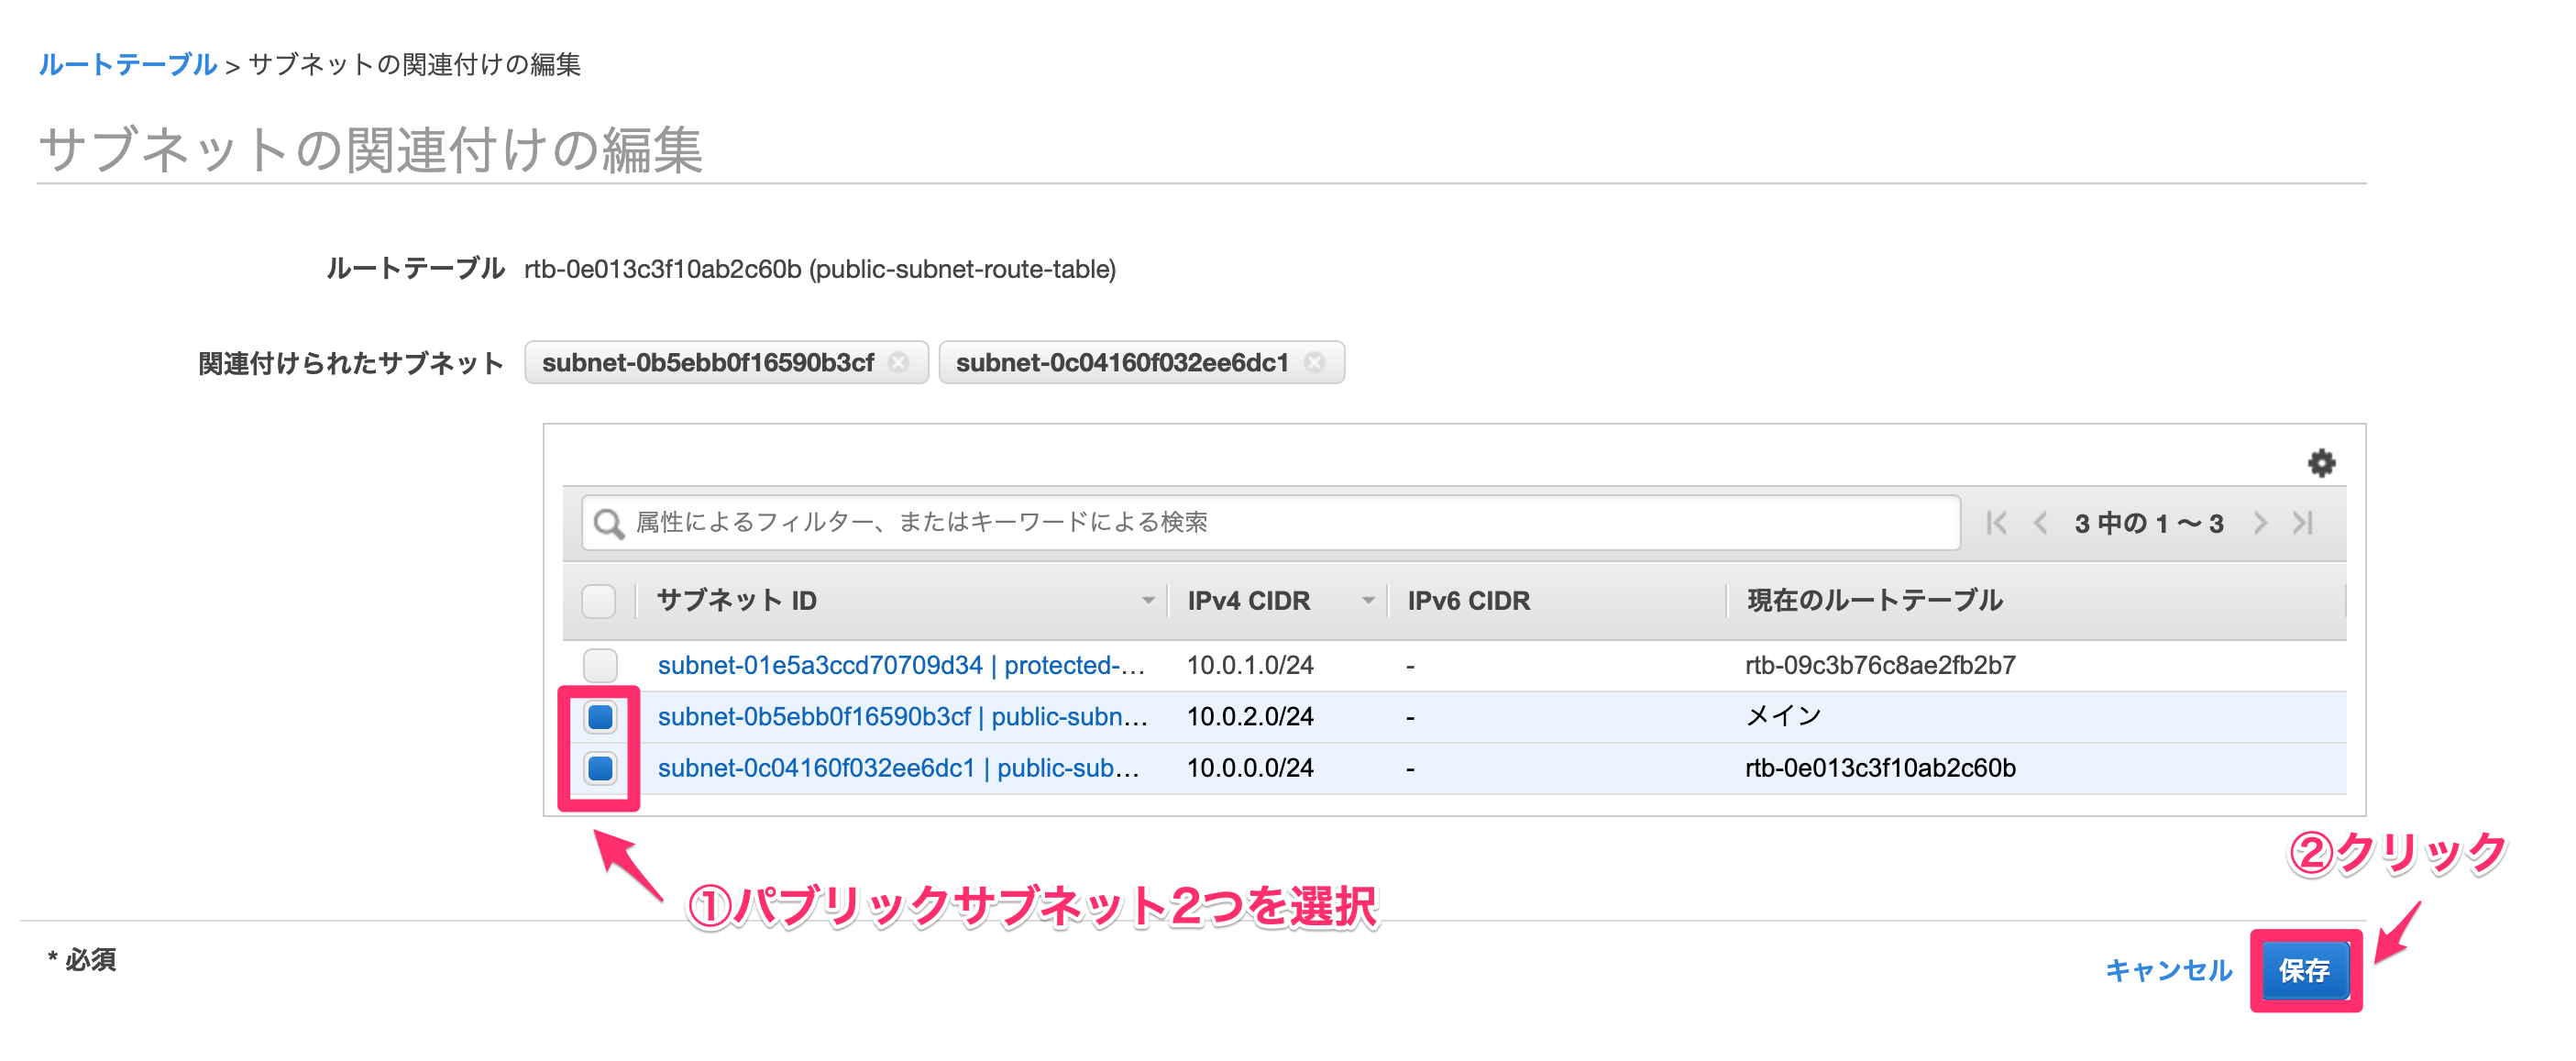 ルートテーブル > サブネットの関連付けの編集
サブネットの関連付けの編集
ルートテーブル rtb-0e013c3f10ab2c60b (public-subnet-route-table)
関連付けられたサブネット subnet-0b5ebb0f16590b3cf subnet-0c04160f032ee6dc1
属性によるフィルター、またはキーワードによる検索 3 中の 1 ～ 3
サブネット ID IPv4 CIDR IPv6 CIDR 現在のルートテーブル
subnet-01e5a3ccd70709d34 | protected-... 10.0.1.0/24 - rtb-09c3b76c8ae2fb2b7
subnet-0b5ebb0f16590b3cf | public-subn... 10.0.2.0/24 - メイン
subnet-0c04160f032ee6dc1 | public-sub... 10.0.0.0/24 - rtb-0e013c3f10ab2c60b
②クリック
①パブリックサブネット2つを選択
* 必須
キャンセル 保存